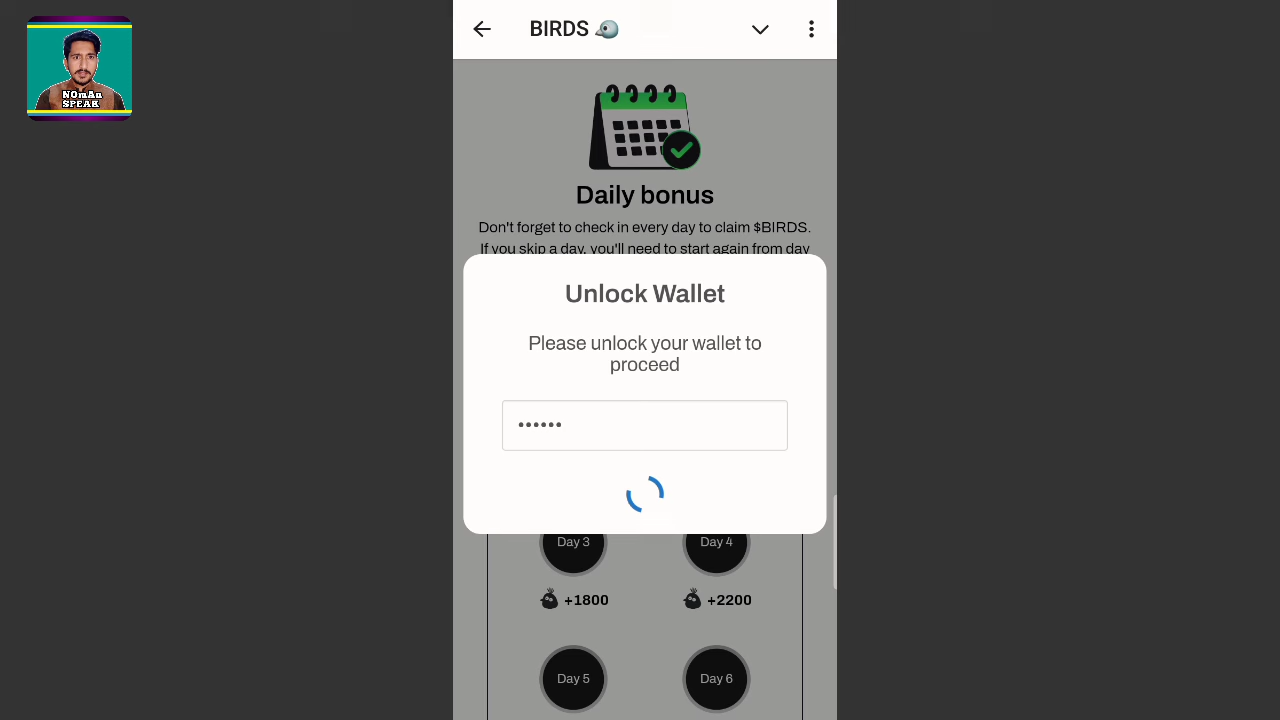 BIRDS
NOmAn
SPEAK
Daily bonus
Don't forget to check in every day to claim $BIRDS.
If you skip a day, you'll need to start again from day
Unlock Wallet
Please unlock your wallet to
proceed
••••••
Day 3
Day 4
+1800
+2200
Day 5
Day 6